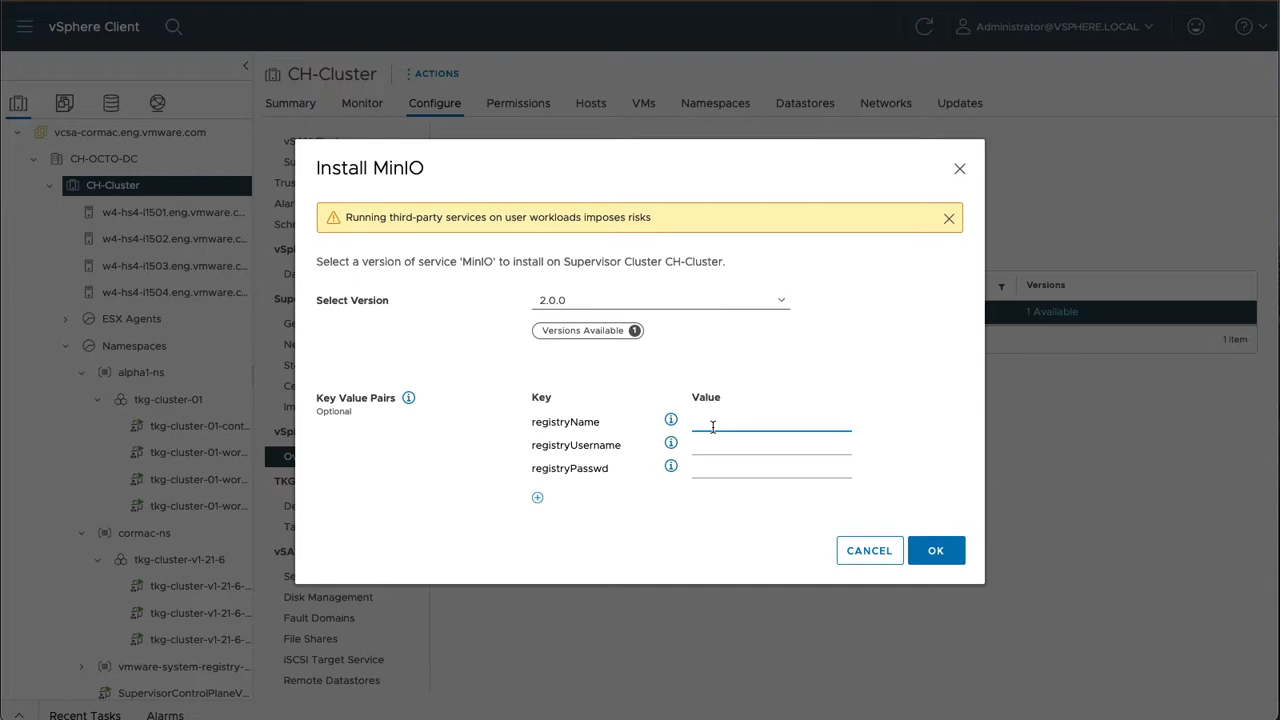 vSphere Client
Administrator@VSPHERE.LOCAL
CH-Cluster
ACTIONS
Summary
Monitor
Configure
Permissions
Hosts
VMs
Namespaces
Datastores
Networks
Updates
vcsa-cormac.eng.vmware.com
CH-OCTO-DC
CH-Cluster
w4-hs4-i1501.eng.vmware.c...
w4-hs4-i1502.eng.vmware.c...
w4-hs4-i1503.eng.vmware.c...
w4-hs4-i1504.eng.vmware.c...
ESX Agents
Namespaces
alpha1-ns
tkg-cluster-01
tkg-cluster-01-cont...
tkg-cluster-01-wor...
tkg-cluster-01-wor...
tkg-cluster-01-wor...
cormac-ns
tkg-cluster-v1-21-6
tkg-cluster-v1-21-6-...
tkg-cluster-v1-21-6-...
tkg-cluster-v1-21-6-...
vmware-system-registry-...
SupervisorControlPlaneV...
Install MinIO
Running third-party services on user workloads imposes risks
Select a version of service 'MinIO' to install on Supervisor Cluster CH-Cluster.
Select Version
2.0.0
Versions Available 1
Key Value Pairs
Optional
Key
Value
registryName
registryUsername
registryPasswd
CANCEL
OK
Versions
1 Available
1 item
Disk Management
Fault Domains
File Shares
iSCSI Target Service
Remote Datastores
Recent Tasks
Alarms